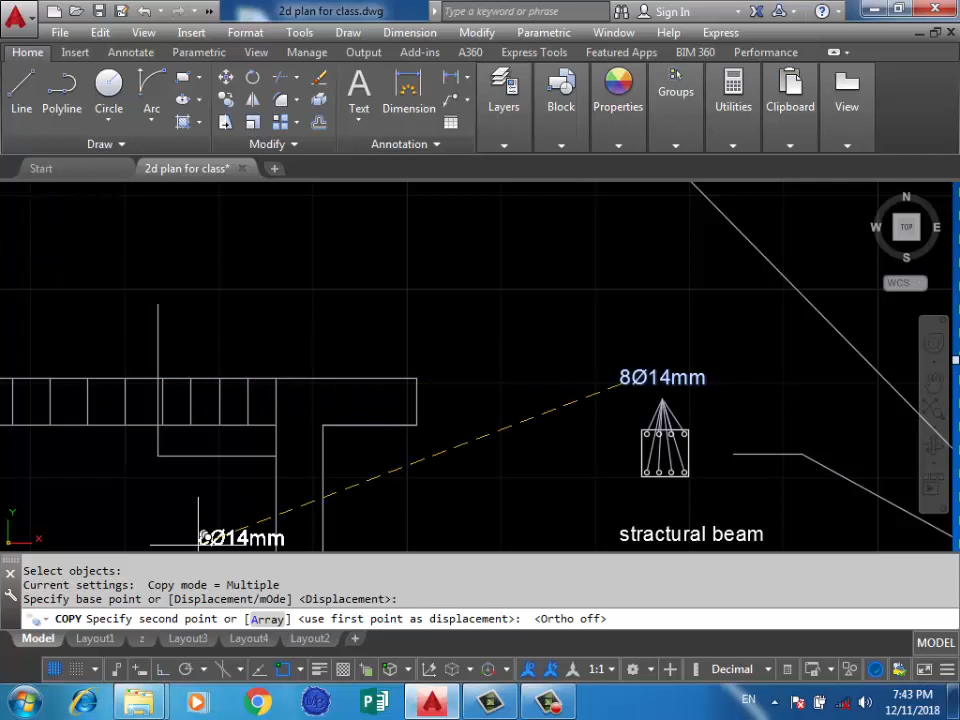 2d plan for class.dwg
Type a keyword or phrase
Sign In
File Edit View Insert Format Tools Draw Dimension Modify Parametric Window Help Express
Home Insert Annotate Parametric View Manage Output Add-ins A360 Express Tools Featured Apps BIM 360 Performance
Line Polyline Circle Arc Text Dimension Layers Block Properties Groups Utilities Clipboard View
Draw Modify Annotation
Start 2d plan for class*
N
W TOP E
S
WCS
8Ø14mm
stractural beam
8Ø14mm
Y
X
Select objects:
Current settings: Copy mode = Multiple
Specify base point or [Displacement/mOde] <Displacement>:
COPY Specify second point or [Array] <use first point as displacement>: <Ortho off>
Model Layout1 z Layout3 Layout4 Layout2
MODEL
1:1 Decimal
EN
7:43 PM
12/11/2018